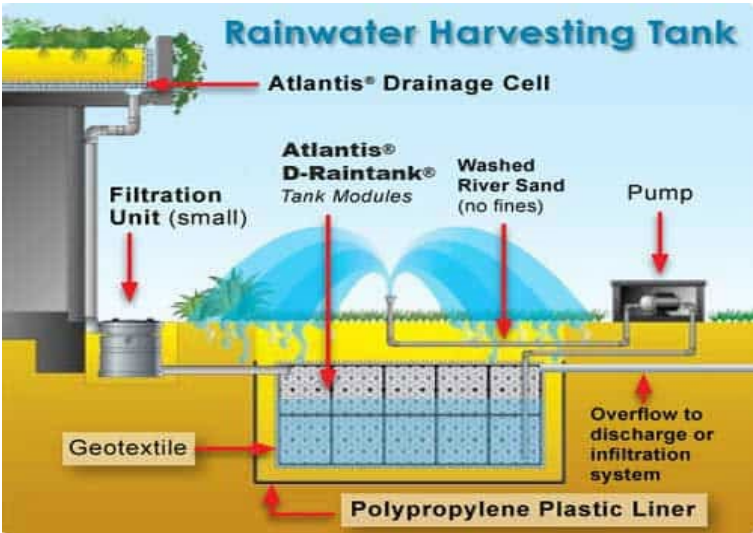 Rainwater Harvesting Tank
Atlantis® Drainage Cell
Atlantis®
D-Raintank®
Tank Modules
Washed
River Sand
(no fines)
Pump
Filtration
Unit (small)
Geotextile
Overflow to
discharge or
infiltration
system
Polypropylene Plastic Liner